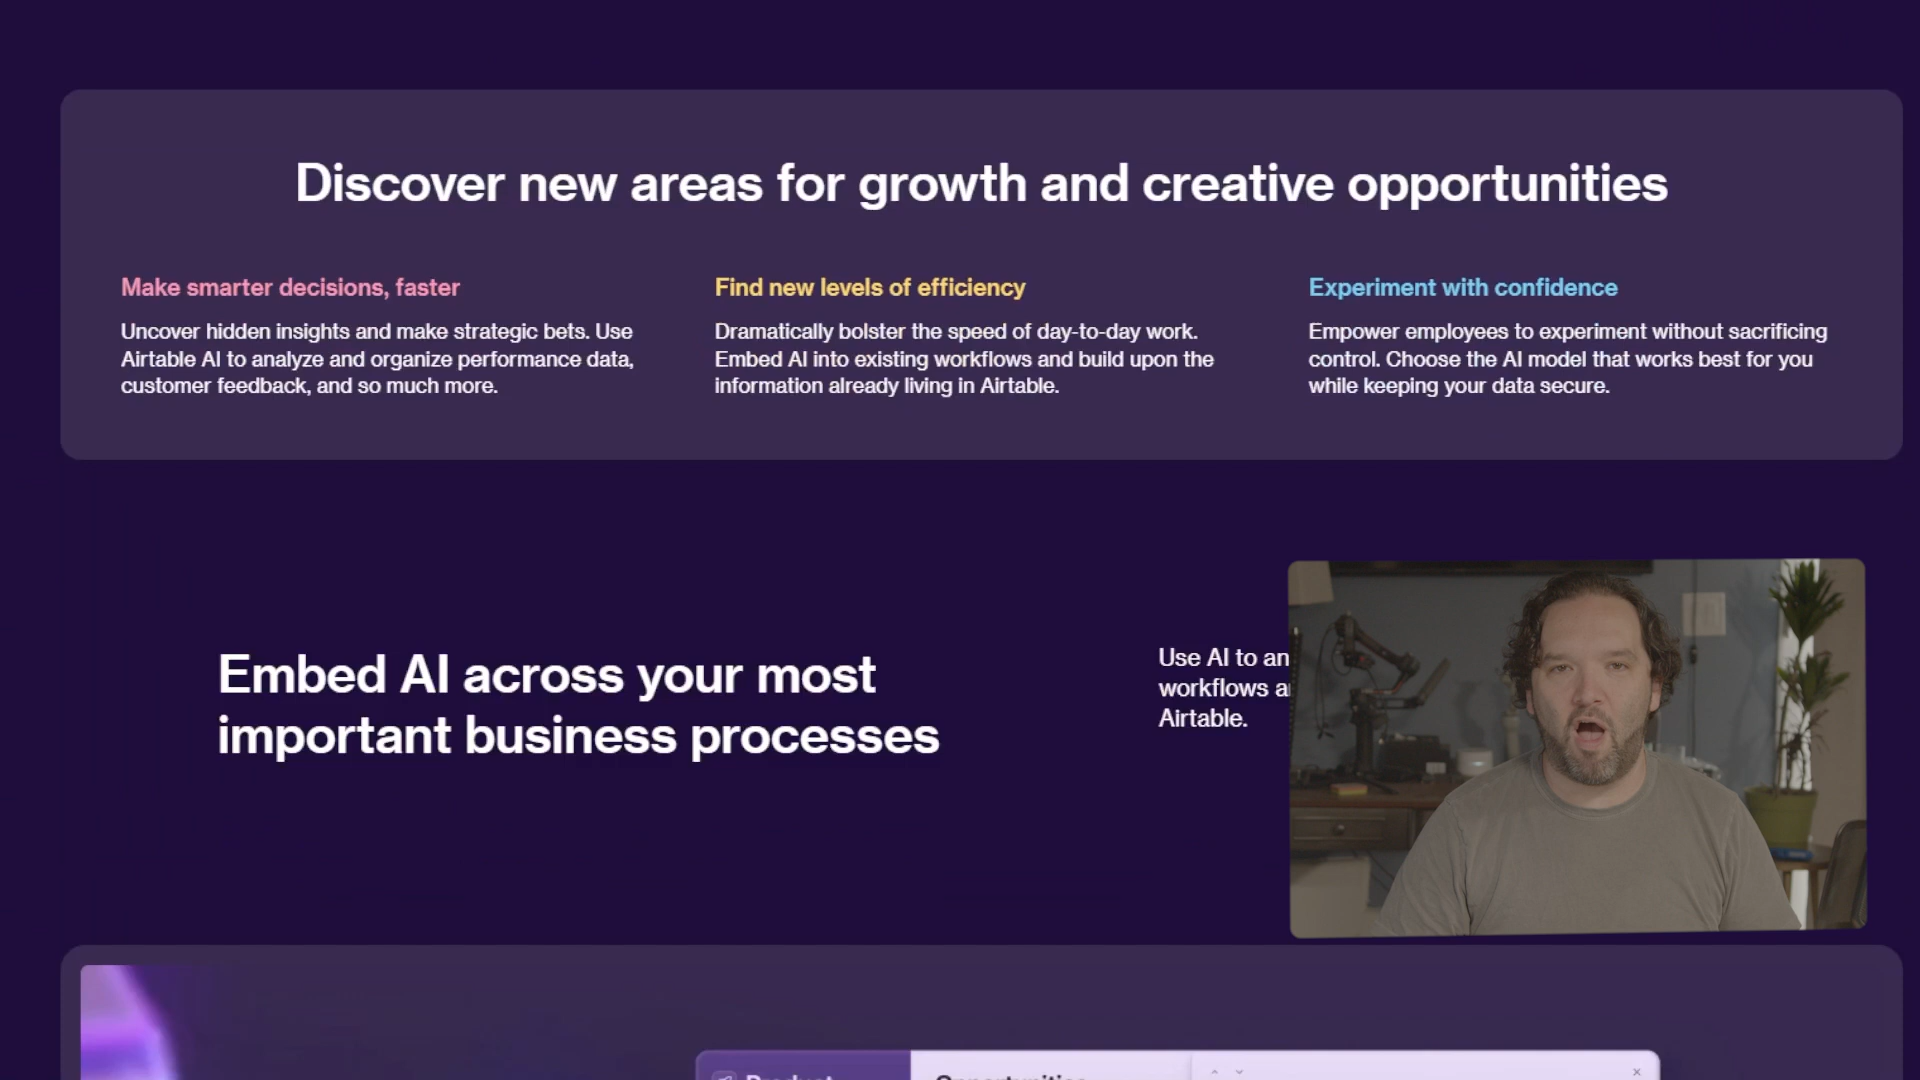 Discover new areas for growth and creative opportunities
Make smarter decisions, faster
Uncover hidden insights and make strategic bets. Use
Airtable AI to analyze and organize performance data,
customer feedback, and so much more.
Find new levels of efficiency
Dramatically bolster the speed of day-to-day work.
Embed AI into existing workflows and build upon the
information already living in Airtable.
Experiment with confidence
Empower employees to experiment without sacrificing
control. Choose the AI model that works best for you
while keeping your data secure.
Embed AI across your most
important business processes
Use AI to an
workflows a
Airtable.
Product
Opportunities